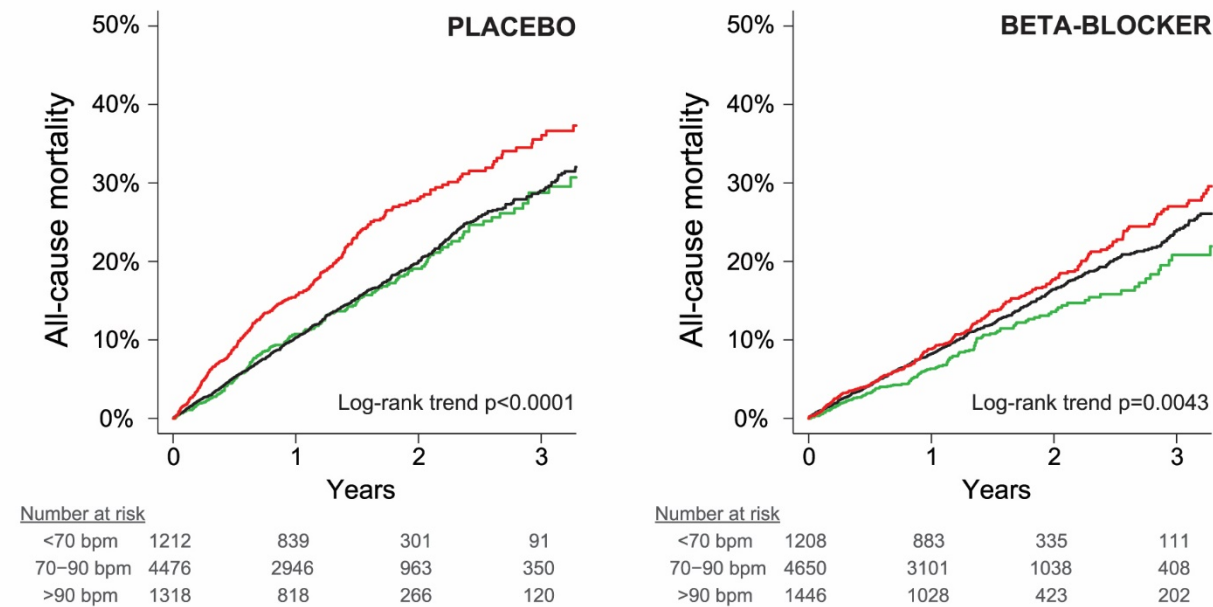 PLACEBO
All-cause mortality
50%
40%
30%
20%
10%
0%
Log-rank trend p<0.0001
0 1 2 3
Years
Number at risk
<70 bpm 1212 839 301 91
70−90 bpm 4476 2946 963 350
>90 bpm 1318 818 266 120
BETA-BLOCKER
All-cause mortality
50%
40%
30%
20%
10%
0%
Log-rank trend p=0.0043
0 1 2 3
Years
Number at risk
<70 bpm 1208 883 335 111
70−90 bpm 4650 3101 1038 408
>90 bpm 1446 1028 423 202